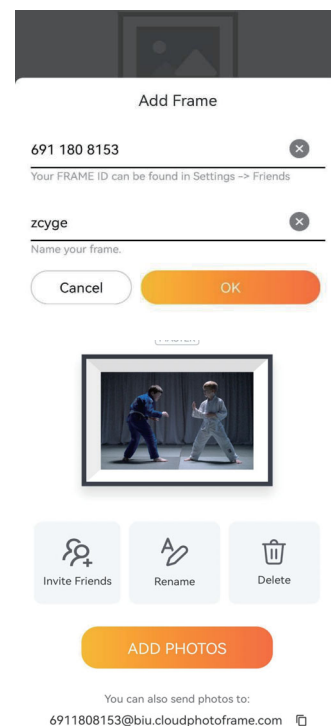 Add Frame
691 180 8153
Your FRAME ID can be found in Settings -> Friends
zcyge
Name your frame.
Cancel
OK
Invite Friends
Rename
Delete
ADD PHOTOS
You can also send photos to:
6911808153@biu.cloudphotoframe.com